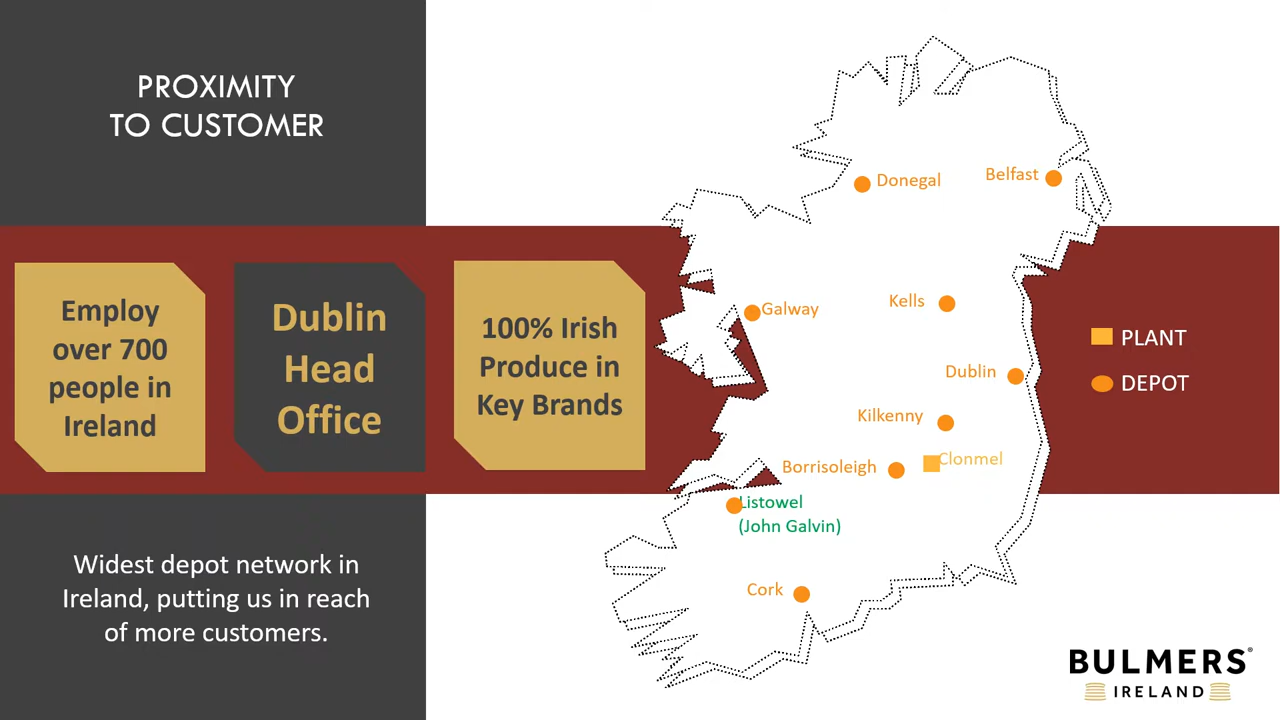 PROXIMITY
TO CUSTOMER
Employ
over 700
people in
Ireland
Dublin
Head
Office
100% Irish
Produce in
Key Brands
Widest depot network in
Ireland, putting us in reach
of more customers.
Donegal
Belfast
Galway
Kells
Dublin
Kilkenny
Borrisoleigh
Clonmel
Listowel
(John Galvin)
Cork
PLANT
DEPOT
BULMERS®
IRELAND